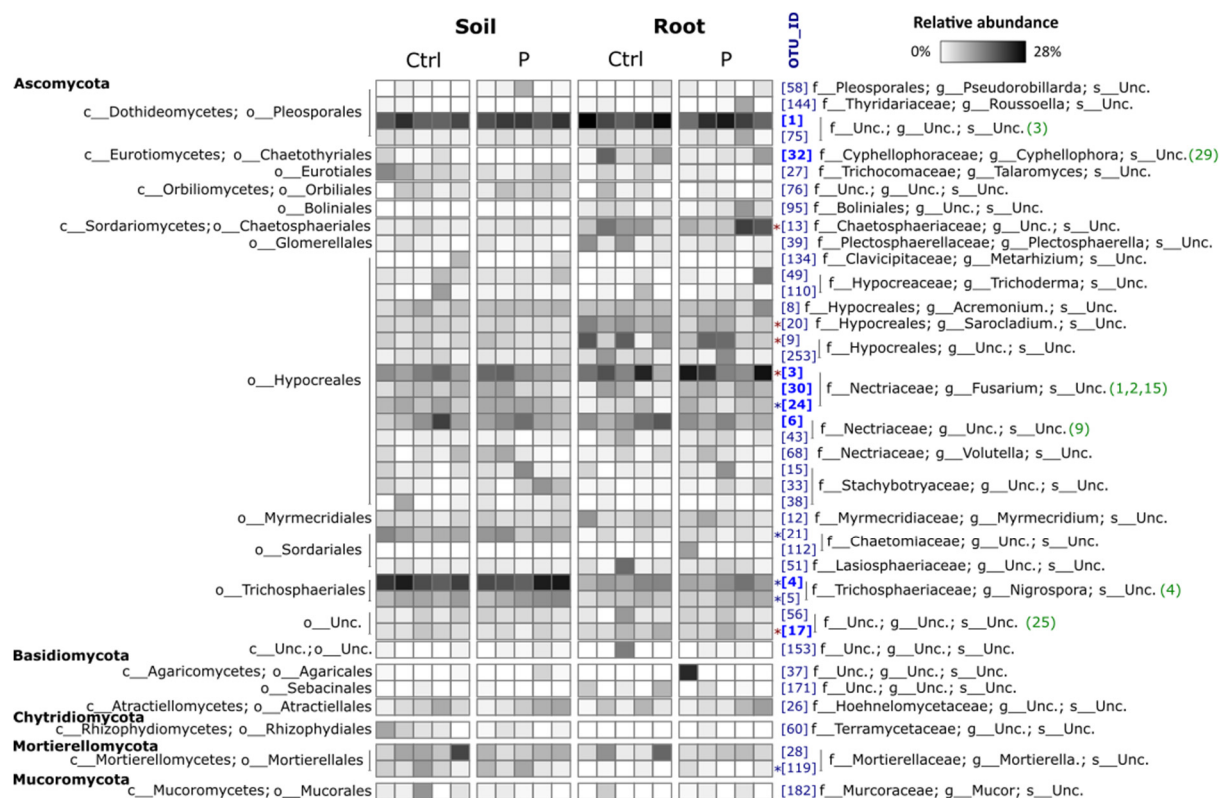 Soil Root
OTU_ID
Relative abundance
0% 28%
Ctrl P Ctrl P
Ascomycota
[58] f__Pleosporales; g__Pseudorobillarda; s__Unc.
[144] f__Thyridariaceae; g__Roussoella; s__Unc.
c__Dothideomycetes; o__Pleosporales
[1]
f__Unc.; g__Unc.; s__Unc. (3)
[75]
c__Eurotiomycetes; o__Chaetothyriales [32] f__Cyphellophoraceae; g__Cyphellophora; s__Unc. (29)
o__Eurotiales [27] f__Trichocomaceae; g__Talaromyces; s__Unc.
c__Orbiliomycetes; o__Orbiliales [76] f__Unc.; g__Unc.; s__Unc.
o__Boliniales [95] f__Boliniales; g__Unc.; s__Unc.
c__Sordariomycetes; o__Chaetosphaeriales *[13] f__Chaetosphaeriaceae; g__Unc.; s__Unc.
o__Glomerellales [39] f__Plectosphaerellaceae; g__Plectosphaerella; s__Unc.
[134] f__Clavicipitaceae; g__Metarhizium; s__Unc.
[49]
f__Hypocreaceae; g__Trichoderma; s__Unc.
[110]
[8] f__Hypocreales; g__Acremonium.; s__Unc.
*[20] f__Hypocreales; g__Sarocladium.; s__Unc.
*[9]
f__Hypocreales; g__Unc.; s__Unc.
[253]
o__Hypocreales
*[3]
[30] f__Nectriaceae; g__Fusarium; s__Unc. (1,2,15)
*[24]
[6]
f__Nectriaceae; g__Unc.; s__Unc. (9)
[43]
[68] f__Nectriaceae; g__Volutella; s__Unc.
[15]
[33] f__Stachybotryaceae; g__Unc.; s__Unc.
[38]
o__Myrmecridiales [12] f__Myrmecridiaceae; g__Myrmecridium; s__Unc.
*[21]
o__Sordariales f__Chaetomiaceae; g__Unc.; s__Unc.
[112]
[51] f__Lasiosphaeriaceae; g__Unc.; s__Unc.
*[4]
o__Trichosphaeriales f__Trichosphaeriaceae; g__Nigrospora; s__Unc. (4)
*[5]
[56]
o__Unc. f__Unc.; g__Unc.; s__Unc. (25)
*[17]
c__Unc.; o__Unc. [153] f__Unc.; g__Unc.; s__Unc.
Basidiomycota
c__Agaricomycetes; o__Agaricales [37] f__Unc.; g__Unc.; s__Unc.
o__Sebacinales [171] f__Unc.; g__Unc.; s__Unc.
c__Atractiellomycetes; o__Atractiellales [26] f__Hoehnelomycetaceae; g__Unc.; s__Unc.
Chytridiomycota
c__Rhizophydiomycetes; o__Rhizophydiales [60] f__Terramycetaceae; g__Unc.; s__Unc.
Mortierellomycota
[28]
c__Mortierellomycetes; o__Mortierellales f__Mortierellaceae; g__Mortierella.; s__Unc.
*[119]
Mucoromycota
c__Mucoromycetes; o__Mucorales [182] f__Murcoraceae; g__Mucor; s__Unc.